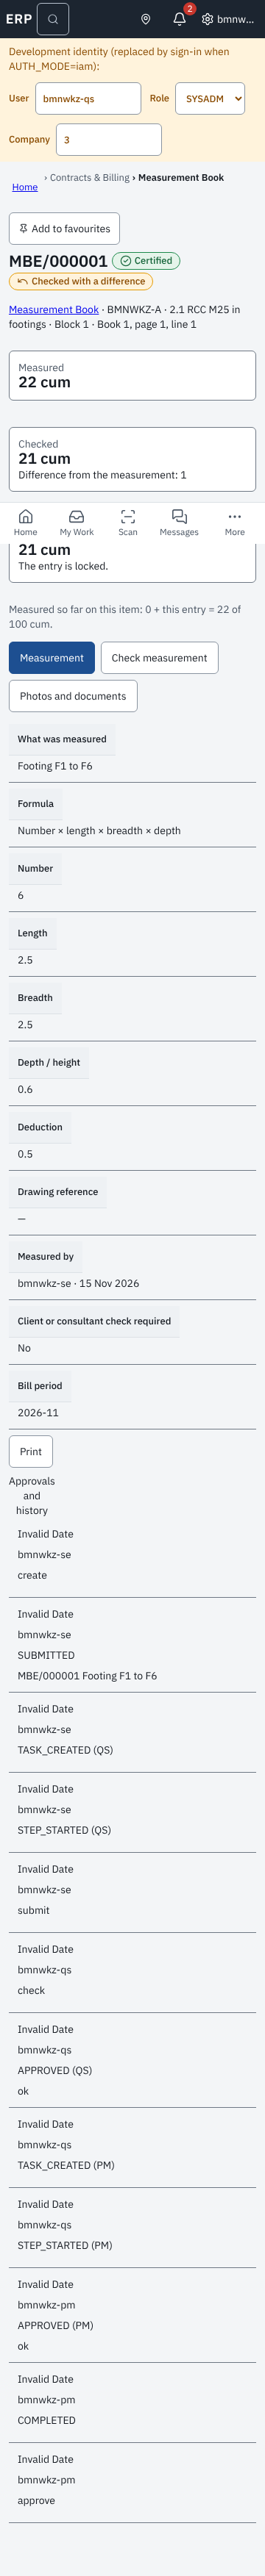 ERP
2
bmnw...
Development identity (replaced by sign-in when
AUTH_MODE=iam):
User bmnwkz-qs Role SYSADM
Company 3
› Contracts & Billing › Measurement Book
Home
Add to favourites
MBE/000001 Certified
Checked with a difference
Measurement Book · BMNWKZ-A · 2.1 RCC M25 in
footings · Block 1 · Book 1, page 1, line 1
Measured
22 cum
Checked
21 cum
Difference from the measurement: 1
Home My Work Scan Messages More
21 cum
The entry is locked.
Measured so far on this item: 0 + this entry = 22 of
100 cum.
Measurement Check measurement
Photos and documents
What was measured
Footing F1 to F6
Formula
Number × length × breadth × depth
Number
6
Length
2.5
Breadth
2.5
Depth / height
0.6
Deduction
0.5
Drawing reference
—
Measured by
bmnwkz-se · 15 Nov 2026
Client or consultant check required
No
Bill period
2026-11
Print
Approvals
and
history
Invalid Date
bmnwkz-se
create
Invalid Date
bmnwkz-se
SUBMITTED
MBE/000001 Footing F1 to F6
Invalid Date
bmnwkz-se
TASK_CREATED (QS)
Invalid Date
bmnwkz-se
STEP_STARTED (QS)
Invalid Date
bmnwkz-se
submit
Invalid Date
bmnwkz-qs
check
Invalid Date
bmnwkz-qs
APPROVED (QS)
ok
Invalid Date
bmnwkz-qs
TASK_CREATED (PM)
Invalid Date
bmnwkz-qs
STEP_STARTED (PM)
Invalid Date
bmnwkz-pm
APPROVED (PM)
ok
Invalid Date
bmnwkz-pm
COMPLETED
Invalid Date
bmnwkz-pm
approve